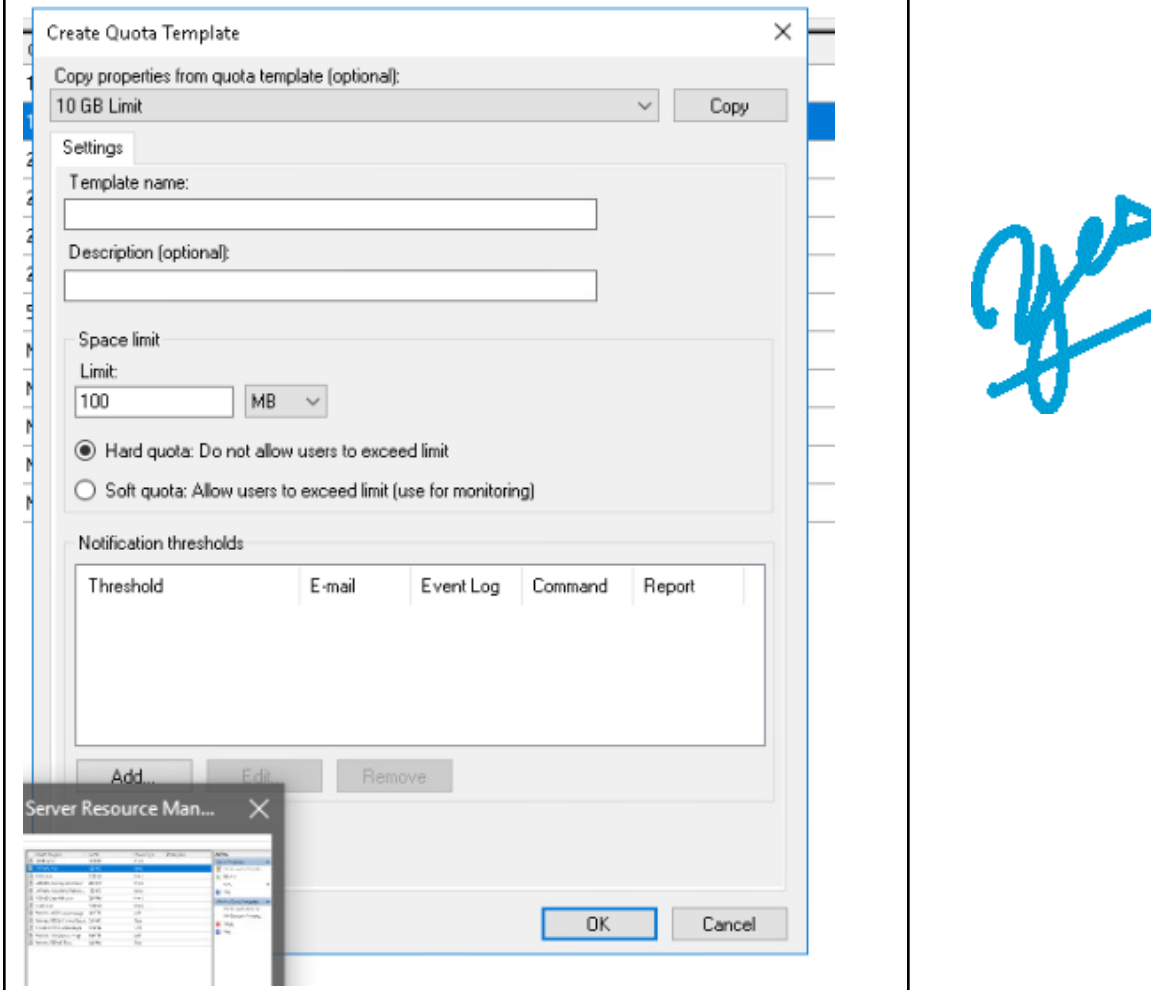 Create Quota Template
Copy properties from quota template (optional):
10 GB Limit
Copy
Settings
Template name:
Description (optional):
Space limit
Limit:
100 MB
Hard quota: Do not allow users to exceed limit
Soft quota: Allow users to exceed limit (use for monitoring)
Notification thresholds
Threshold E-mail Event Log Command Report
Add... Edit... Remove
Server Resource Man...
OK Cancel
yes